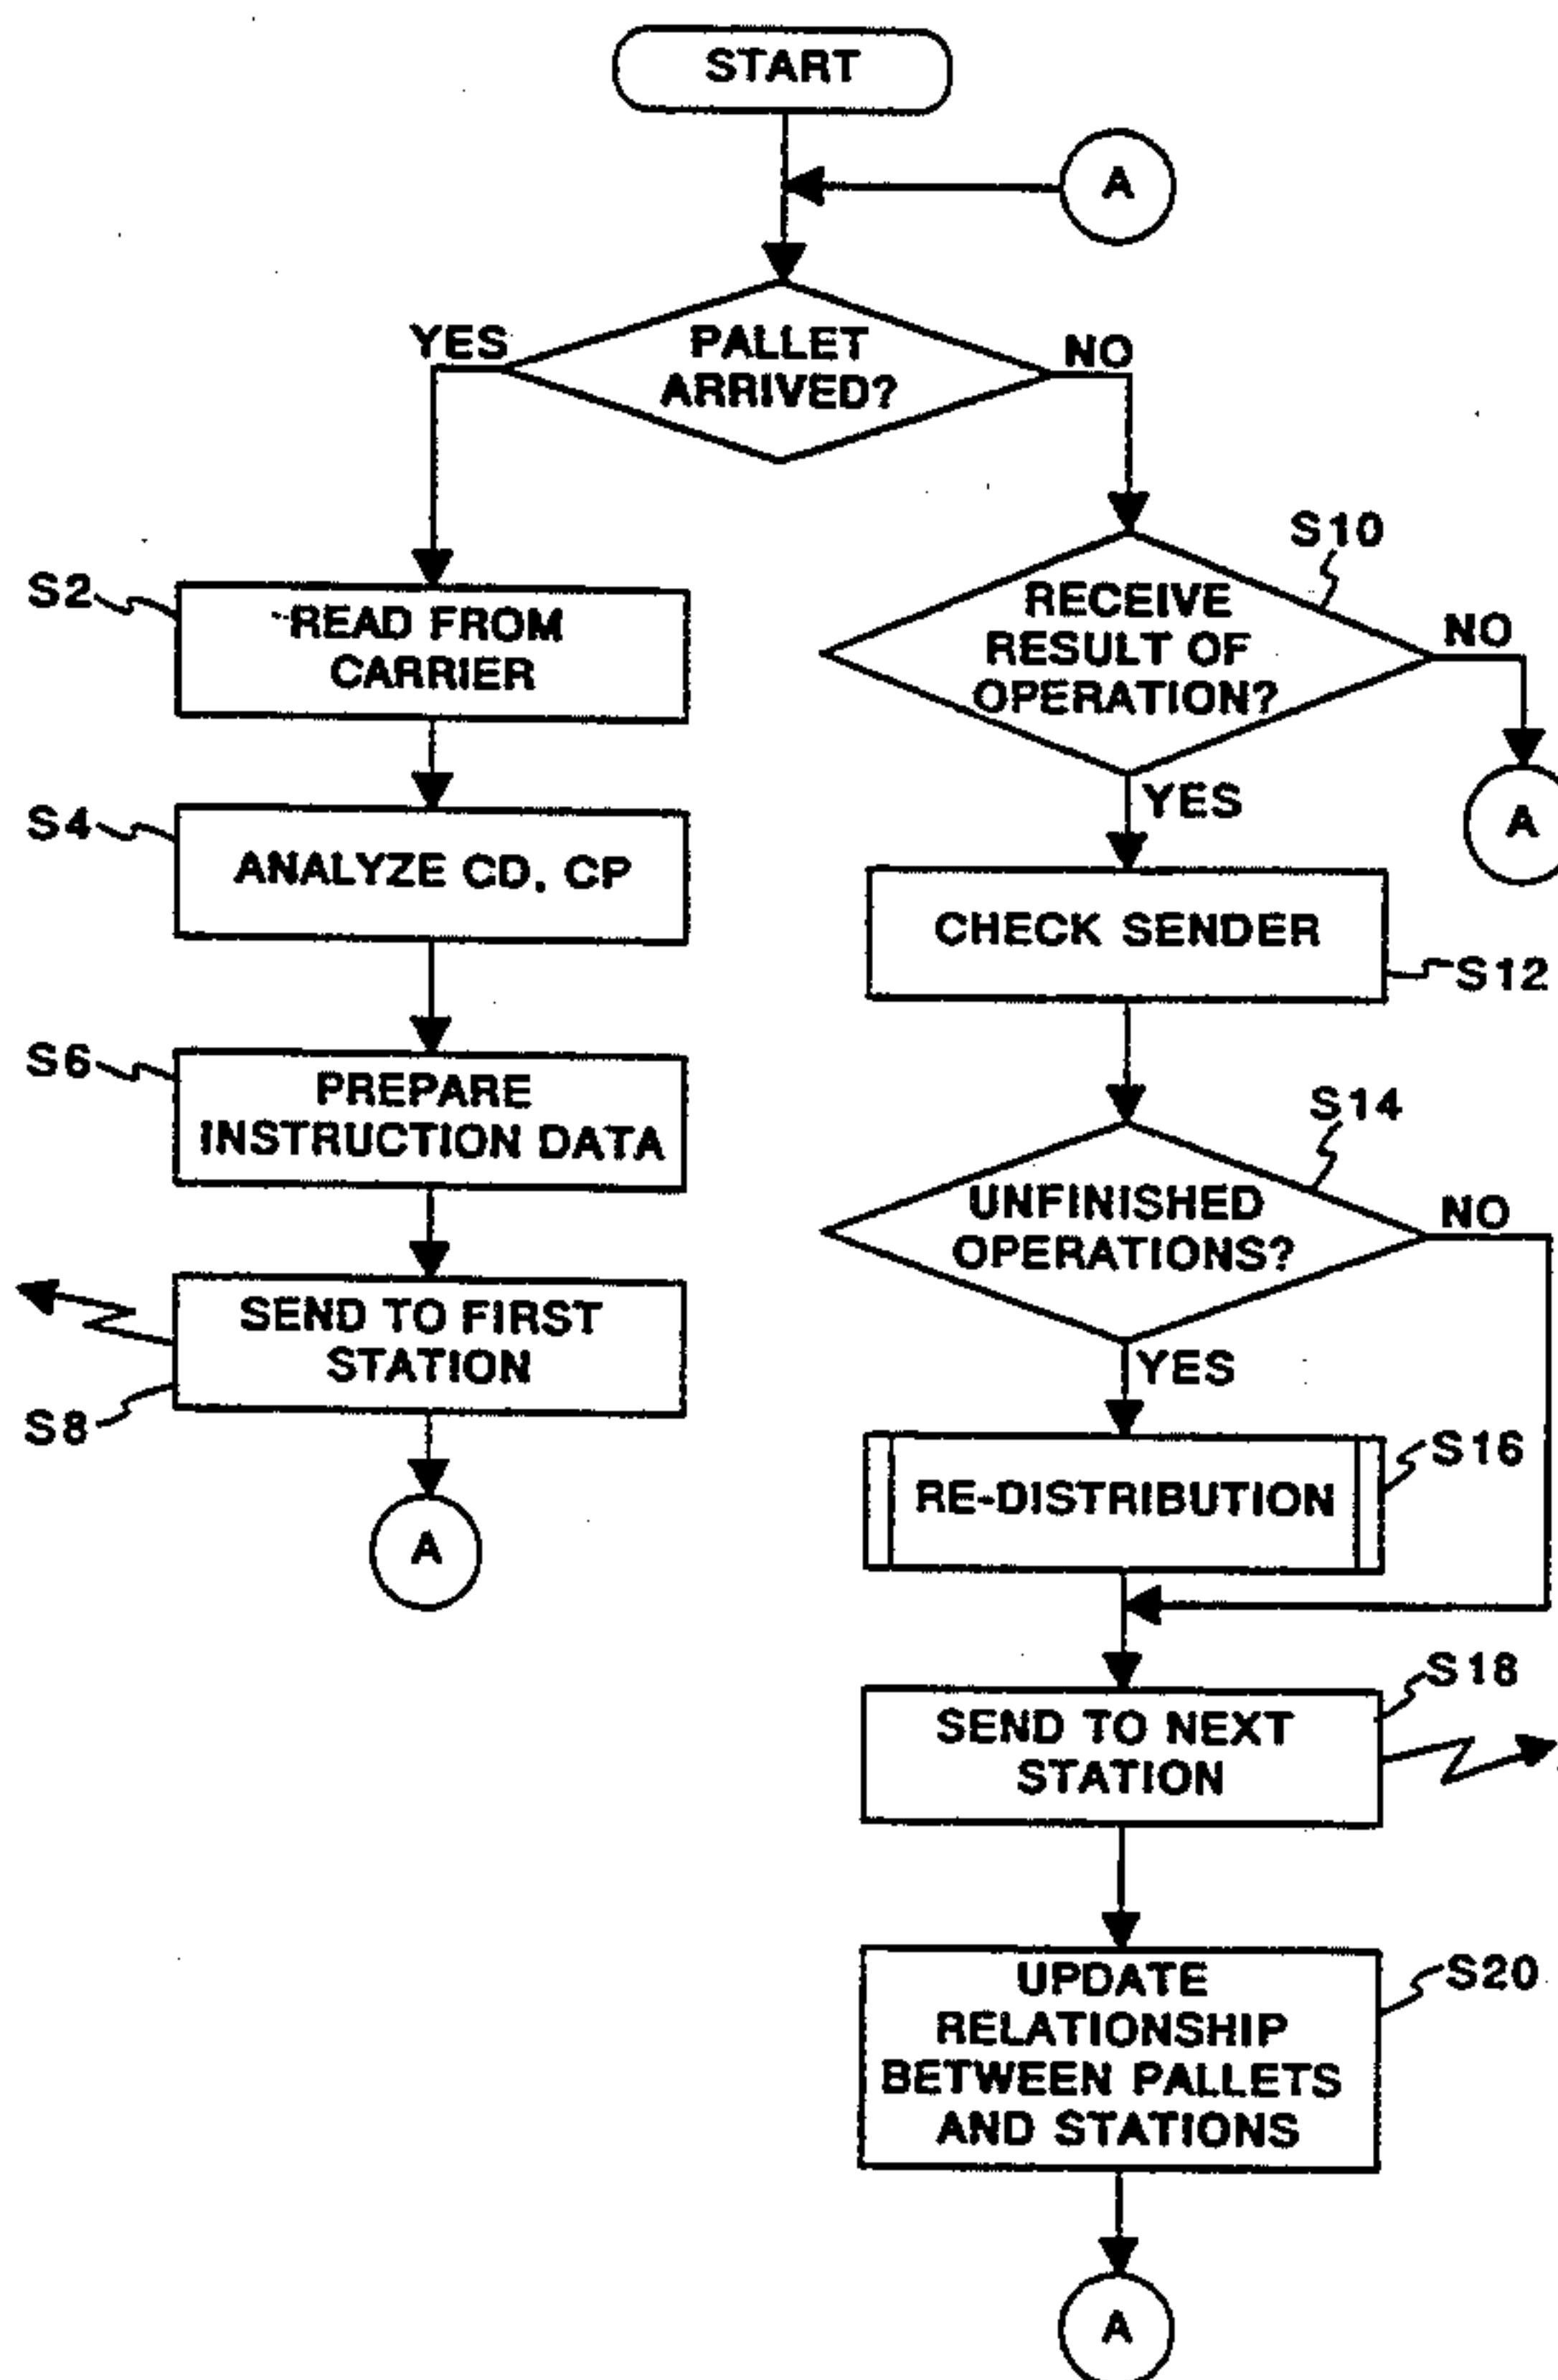 START
A
YES
PALLET
ARRIVED?
NO
S2
READ FROM
CARRIER
S4
ANALYZE CD, CP
S6
PREPARE
INSTRUCTION DATA
SEND TO FIRST
STATION
S8
A
S10
RECEIVE
RESULT OF
OPERATION?
NO
A
YES
CHECK SENDER
S12
S14
UNFINISHED
OPERATIONS?
NO
YES
RE-DISTRIBUTION
S16
S18
SEND TO NEXT
STATION
UPDATE
RELATIONSHIP
BETWEEN PALLETS
AND STATIONS
S20
A